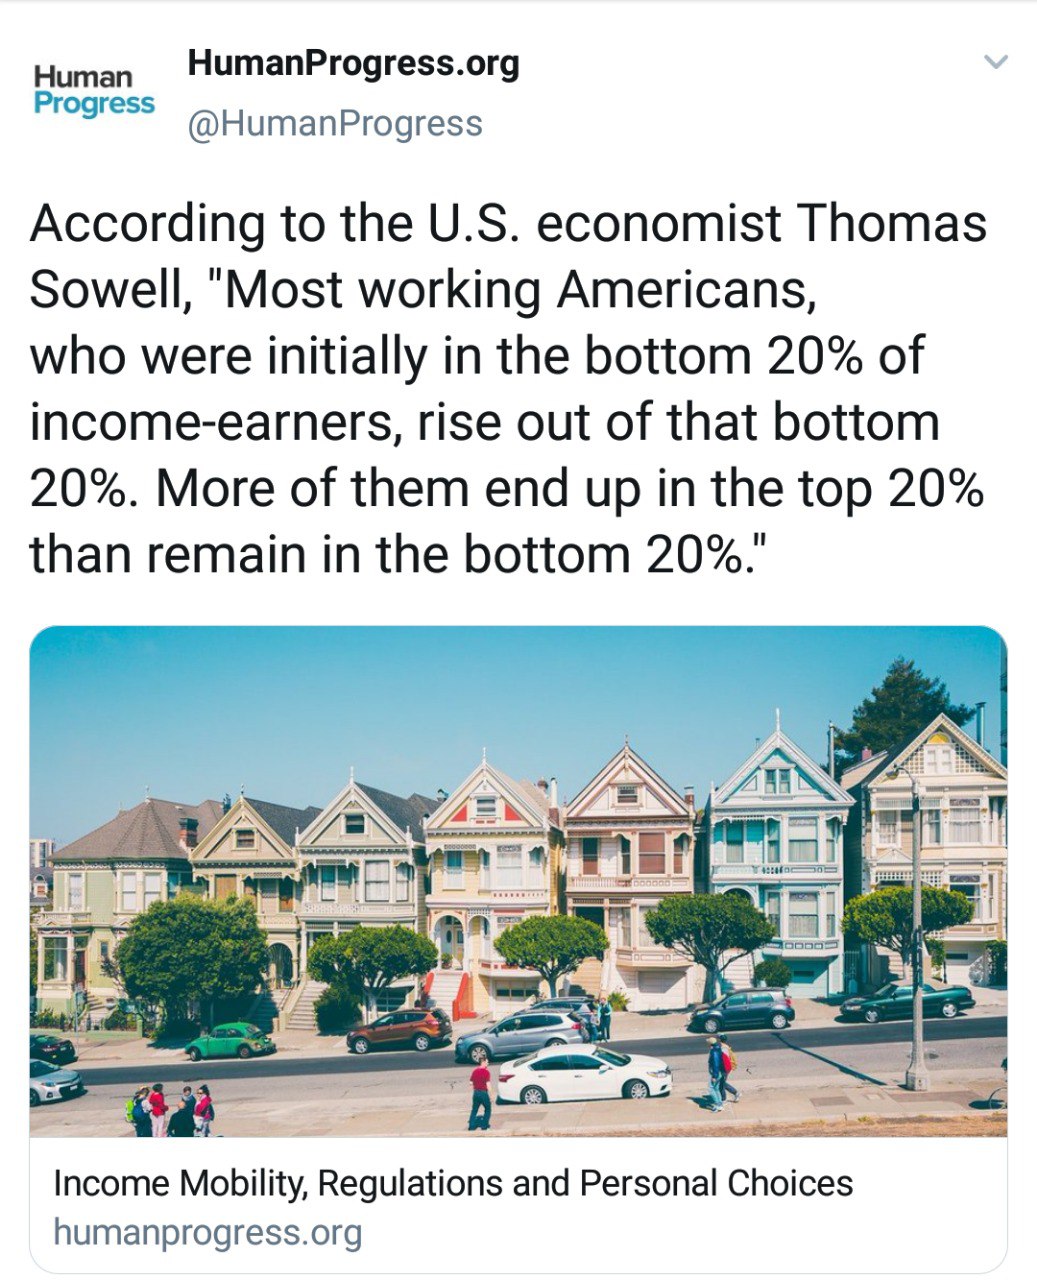 Human
Progress
HumanProgress.org
@HumanProgress
According to the U.S. economist Thomas
Sowell, "Most working Americans,
who were initially in the bottom 20% of
income-earners, rise out of that bottom
20%. More of them end up in the top 20%
than remain in the bottom 20%."
Income Mobility, Regulations and Personal Choices
humanprogress.org